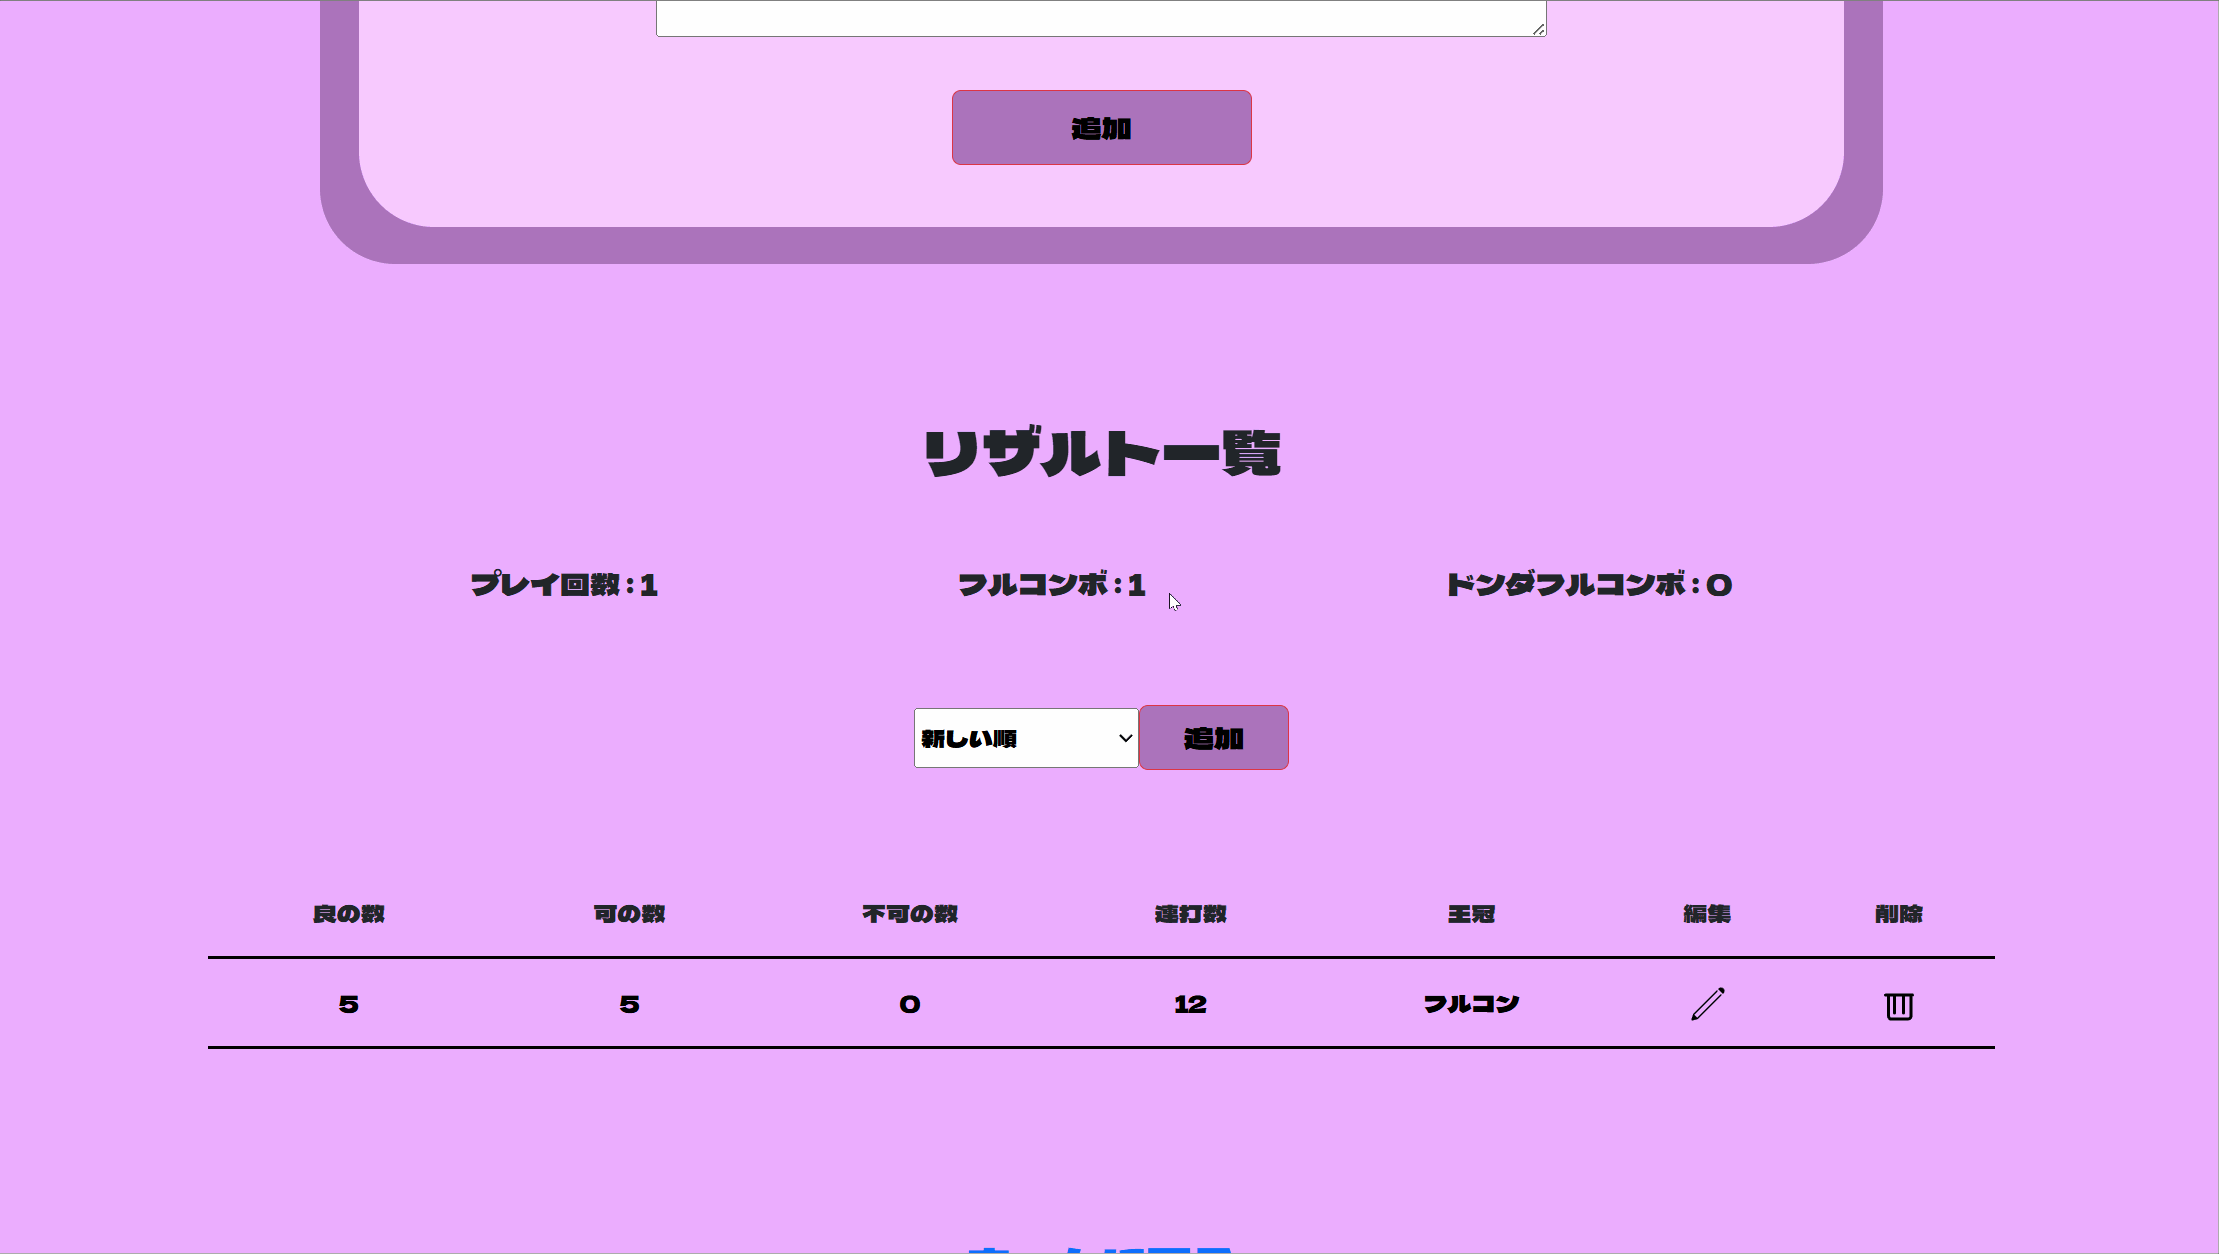 追加
リザルト一覧
プレイ回数:1 フルコンボ:1 ドンダフルコンボ:0
新しい順 追加
良の数 可の数 不可の数 連打数 王冠 編集 削除
5 5 0 12 フルコン